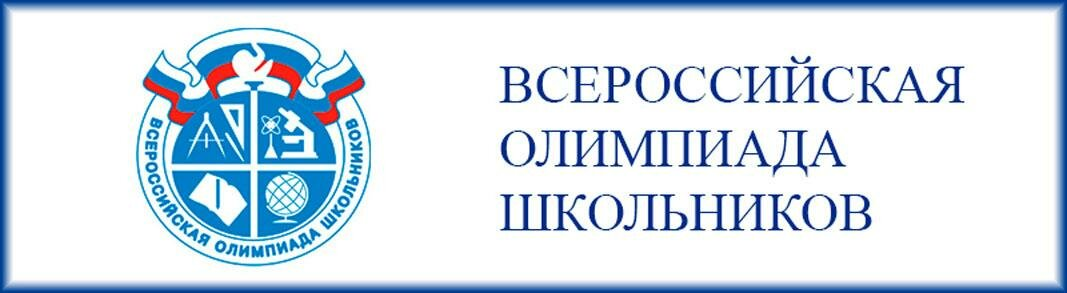 ВСЕРОССИЙСКАЯ ОЛИМПИАДА ШКОЛЬНИКОВ
ВСЕРОССИЙСКАЯ
ОЛИМПИАДА
ШКОЛЬНИКОВ